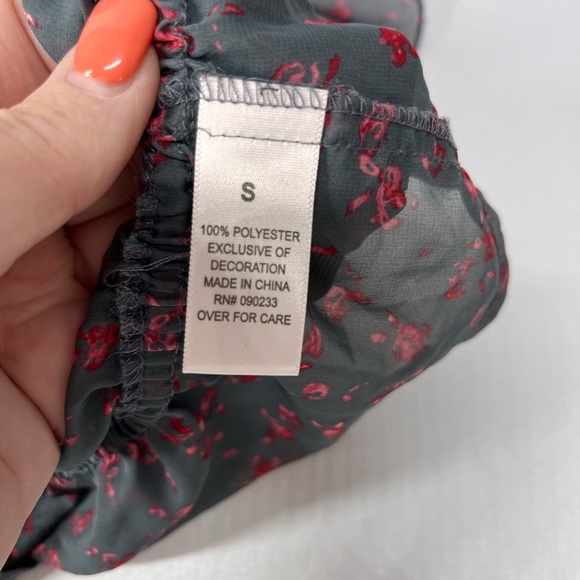 S
100% POLYESTER
EXCLUSIVE OF
DECORATION
MADE IN CHINA
RN# 090233
OVER FOR CARE